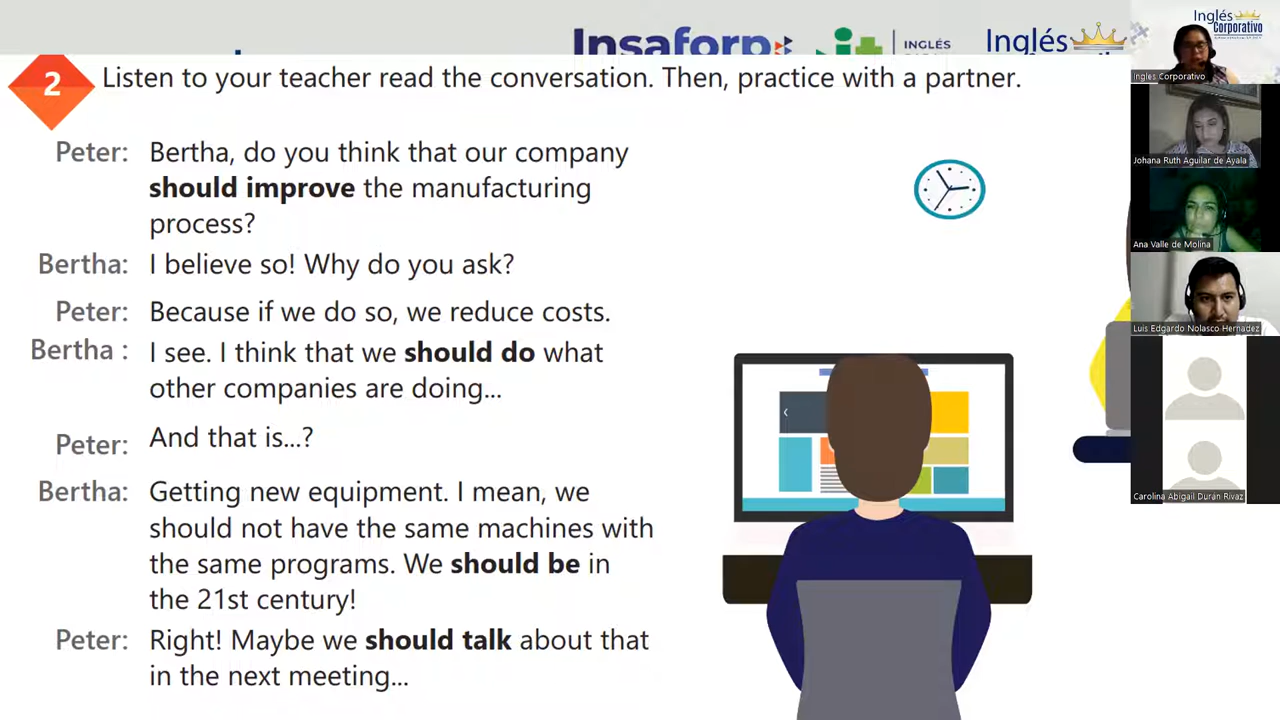 Insaforp
INGLÉS
Inglés
Inglés
Corporativo
Ingles Corporativo
2
Listen to your teacher read the conversation. Then, practice with a partner.
Peter: Bertha, do you think that our company
should improve the manufacturing
process?
Bertha: I believe so! Why do you ask?
Peter: Because if we do so, we reduce costs.
Bertha : I see. I think that we should do what
other companies are doing...
Peter: And that is...?
Bertha: Getting new equipment. I mean, we
should not have the same machines with
the same programs. We should be in
the 21st century!
Peter: Right! Maybe we should talk about that
in the next meeting...
Johana Ruth Aguilar de Ayala
Ana Valle de Molina
Luis Edgardo Nolasco Hernadez
Carolina Abigail Durán Rivaz